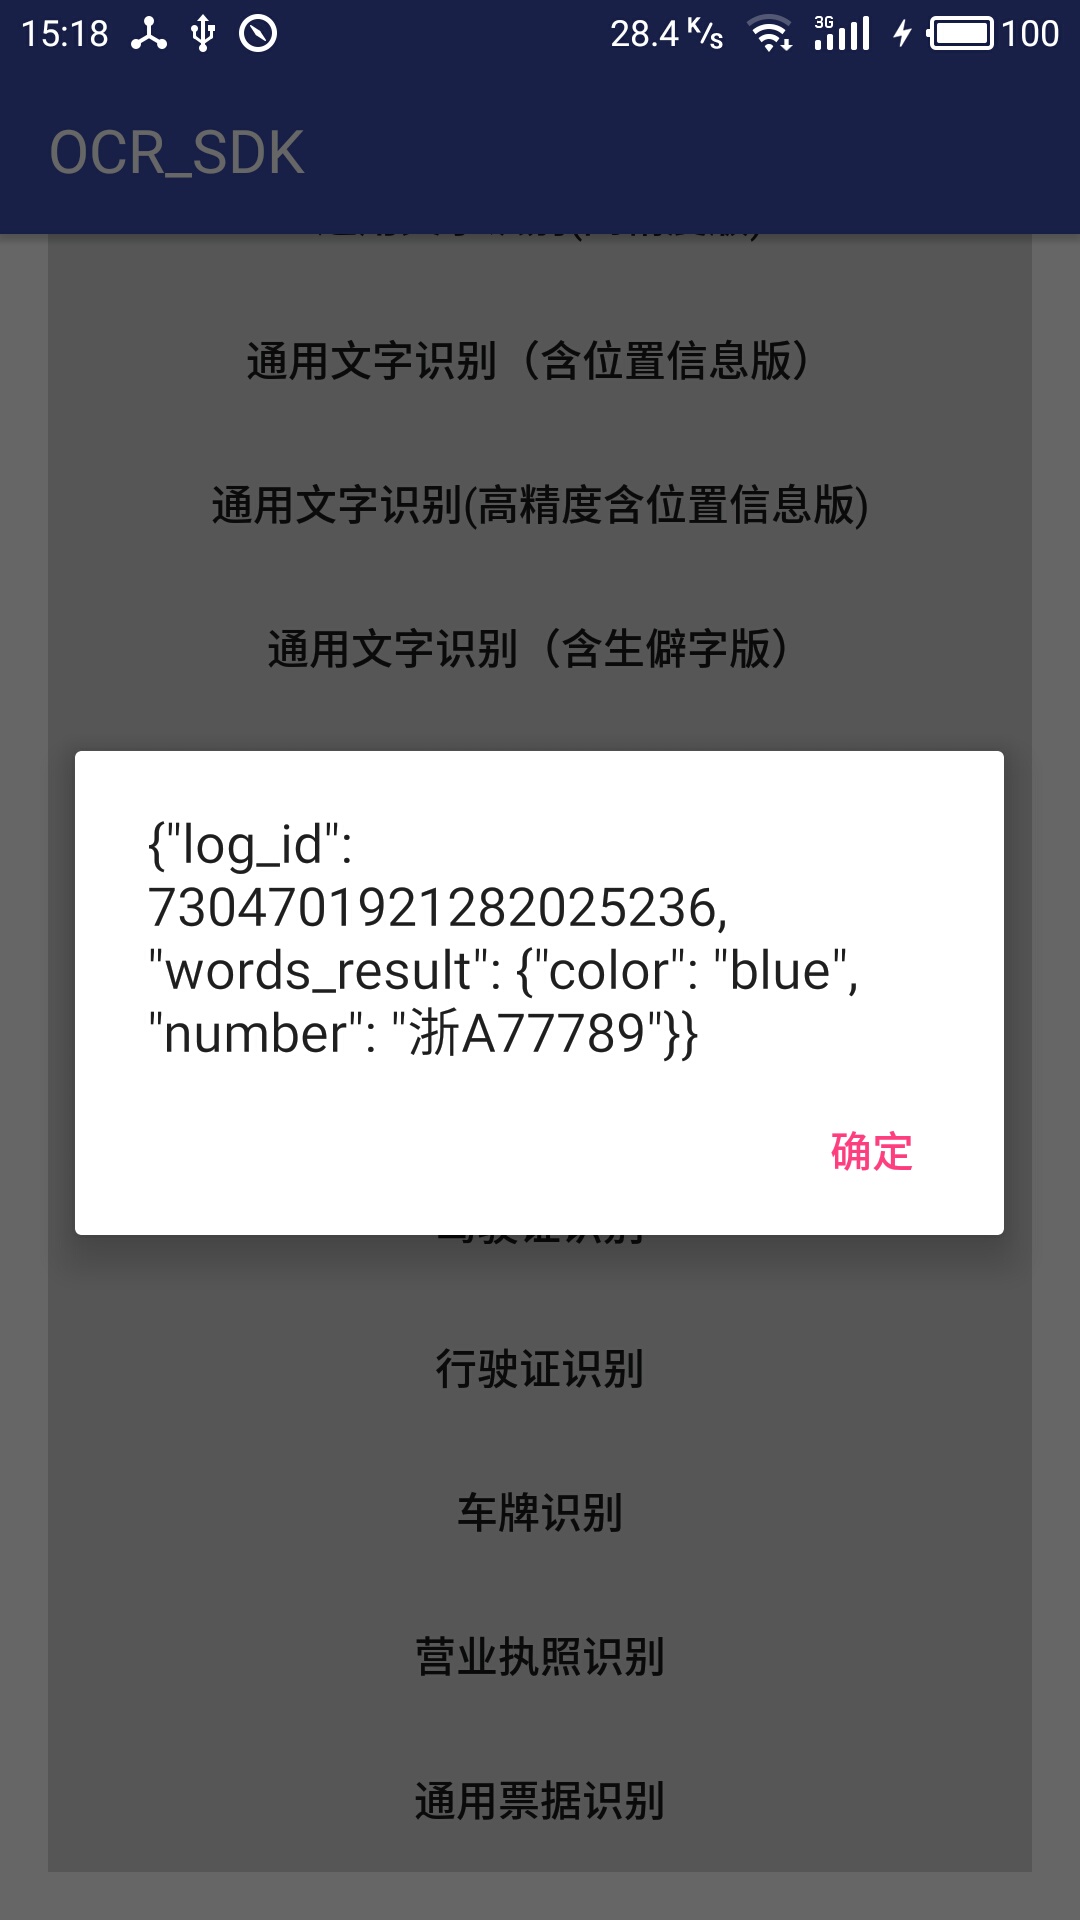 15:18 28.4 K/s 3G 100
OCR_SDK
通用文字识别（含位置信息版）
通用文字识别(高精度含位置信息版)
通用文字识别（含生僻字版）
{"log_id":
7304701921282025236,
"words_result": {"color": "blue",
"number": "浙A77789"}}
确定
行驶证识别
车牌识别
营业执照识别
通用票据识别